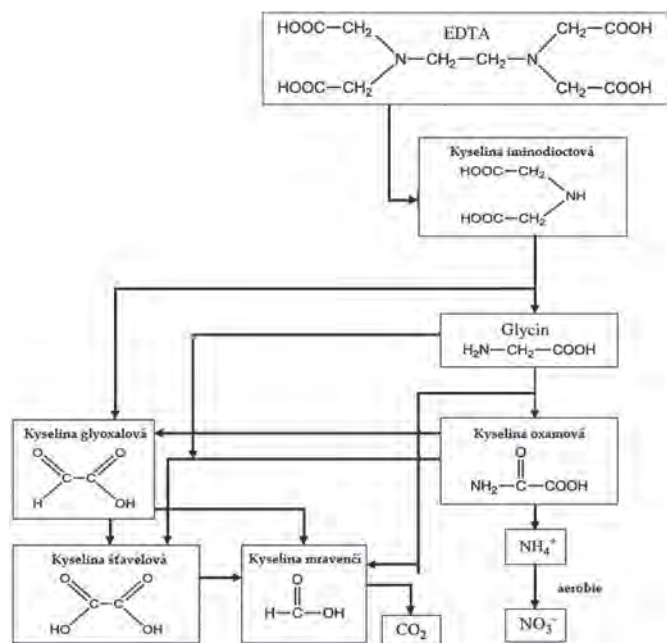 HOOC—CH₂ EDTA CH₂—COOH
N—CH₂—CH₂—N
HOOC—CH₂ CH₂—COOH
Kyselina iminodioctová
HOOC—CH₂
NH
HOOC—CH₂
Glycin
H₂N—CH₂—COOH
Kyselina glyoxalová
O O
C—C
H OH
Kyselina oxamová
O
NH₂—C—COOH
Kyselina šťavelová
O O
C—C
HO OH
Kyselina mravenčí
O
H—C—OH
NH₄⁺
aerobie
CO₂
NO₃⁻